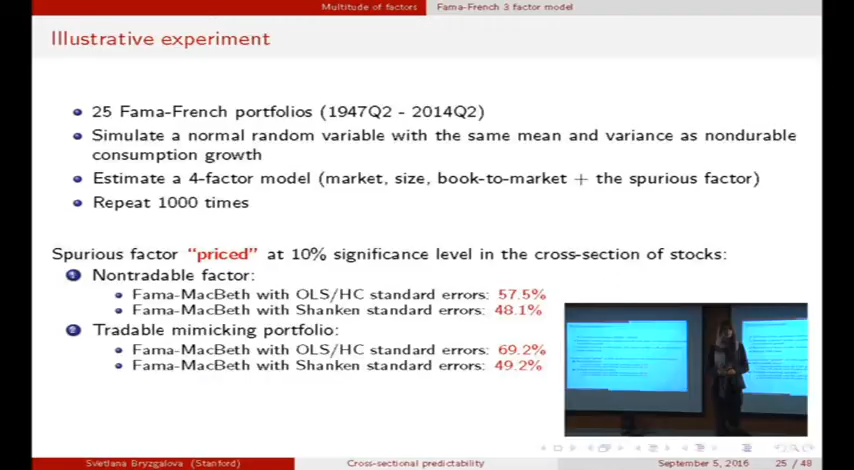 Multitude of factors Fama-French 3 factor model
Illustrative experiment
25 Fama-French portfolios (1947Q2 - 2014Q2)
Simulate a normal random variable with the same mean and variance as nondurable
consumption growth
Estimate a 4-factor model (market, size, book-to-market + the spurious factor)
Repeat 1000 times
Spurious factor “priced” at 10% significance level in the cross-section of stocks:
1 Nontradable factor:
Fama-MacBeth with OLS/HC standard errors: 57.5%
Fama-MacBeth with Shanken standard errors: 48.1%
2 Tradable mimicking portfolio:
Fama-MacBeth with OLS/HC standard errors: 69.2%
Fama-MacBeth with Shanken standard errors: 49.2%
Svetlana Bryzgalova (Stanford) Cross-sectional predictability September 5, 2016 25 / 48